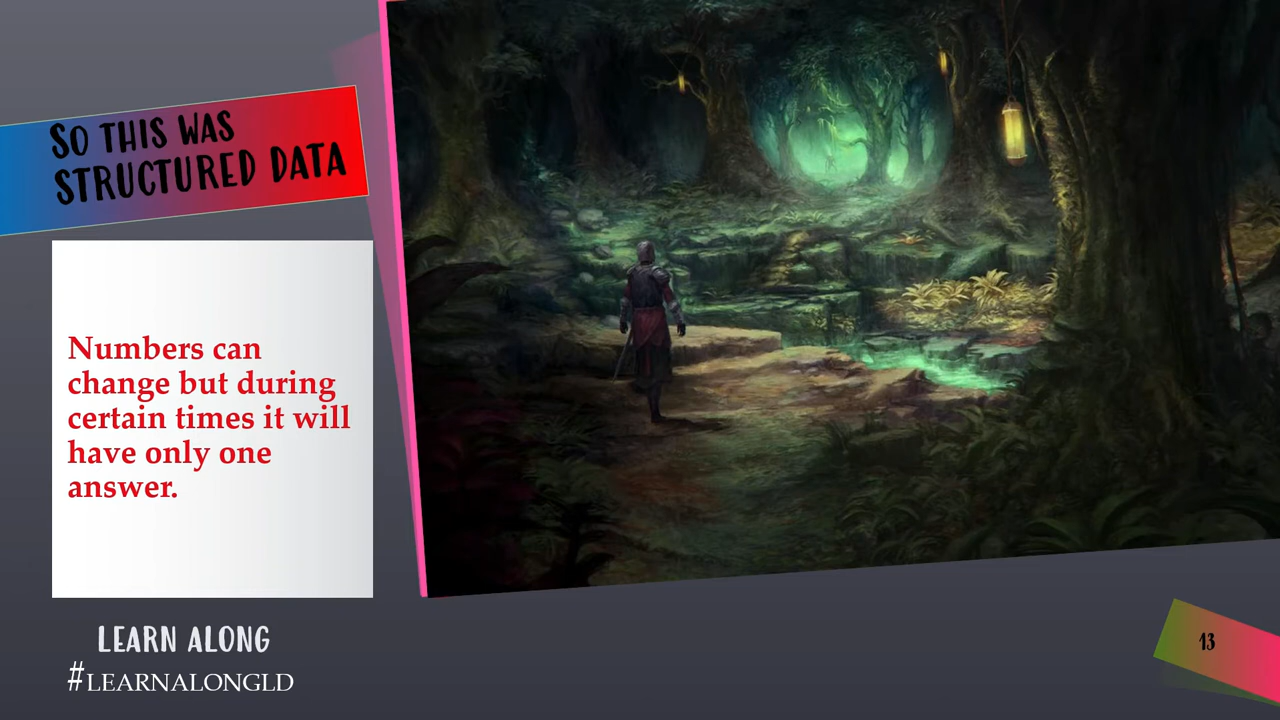 So this was
structured data
Numbers can
change but during
certain times it will
have only one
answer.
Learn Along
#LEARNALONGLD
13